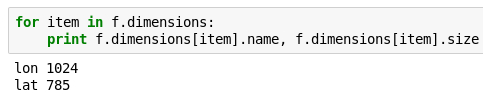 for item in f.dimensions:
    print f.dimensions[item].name, f.dimensions[item].size
lon 1024
lat 785